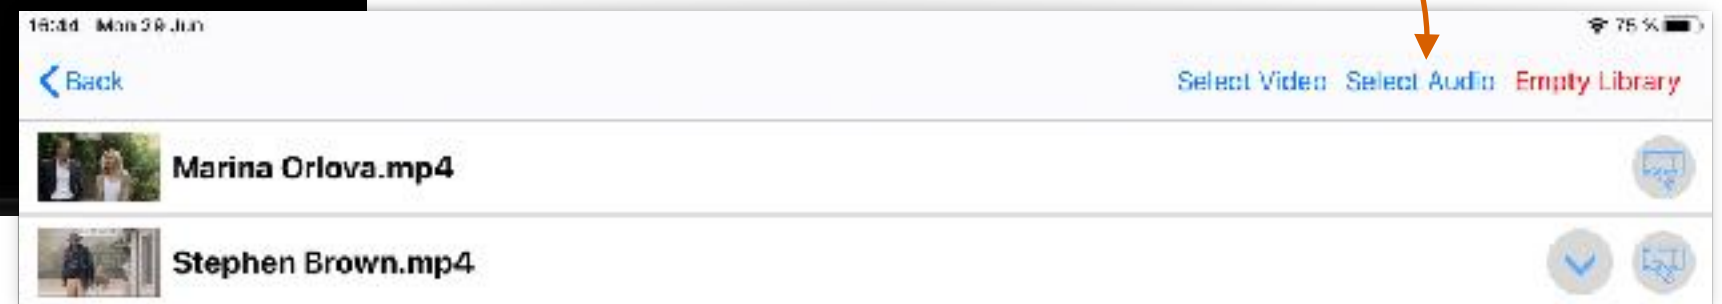 16:44 Mon 29 Jun 75 %
Back Select Video Select Audio Empty Library
Marina Orlova.mp4
Stephen Brown.mp4